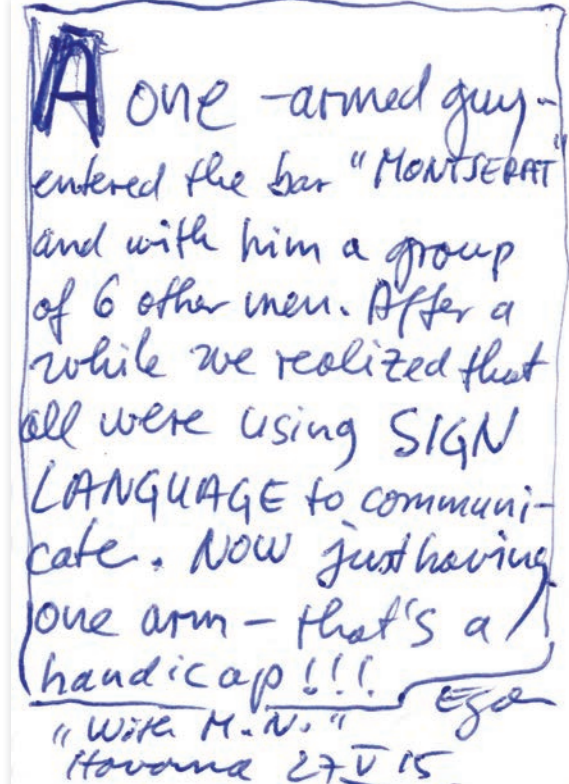 A one-armed guy-
entered the bar "MONTSERAT"
and with him a group
of 6 other men. After a
while we realized that
all were using SIGN
LANGUAGE to communi-
cate. NOW just having
one arm – that's a
handicap!!!
"With M.N."
Havanna 27 V 15